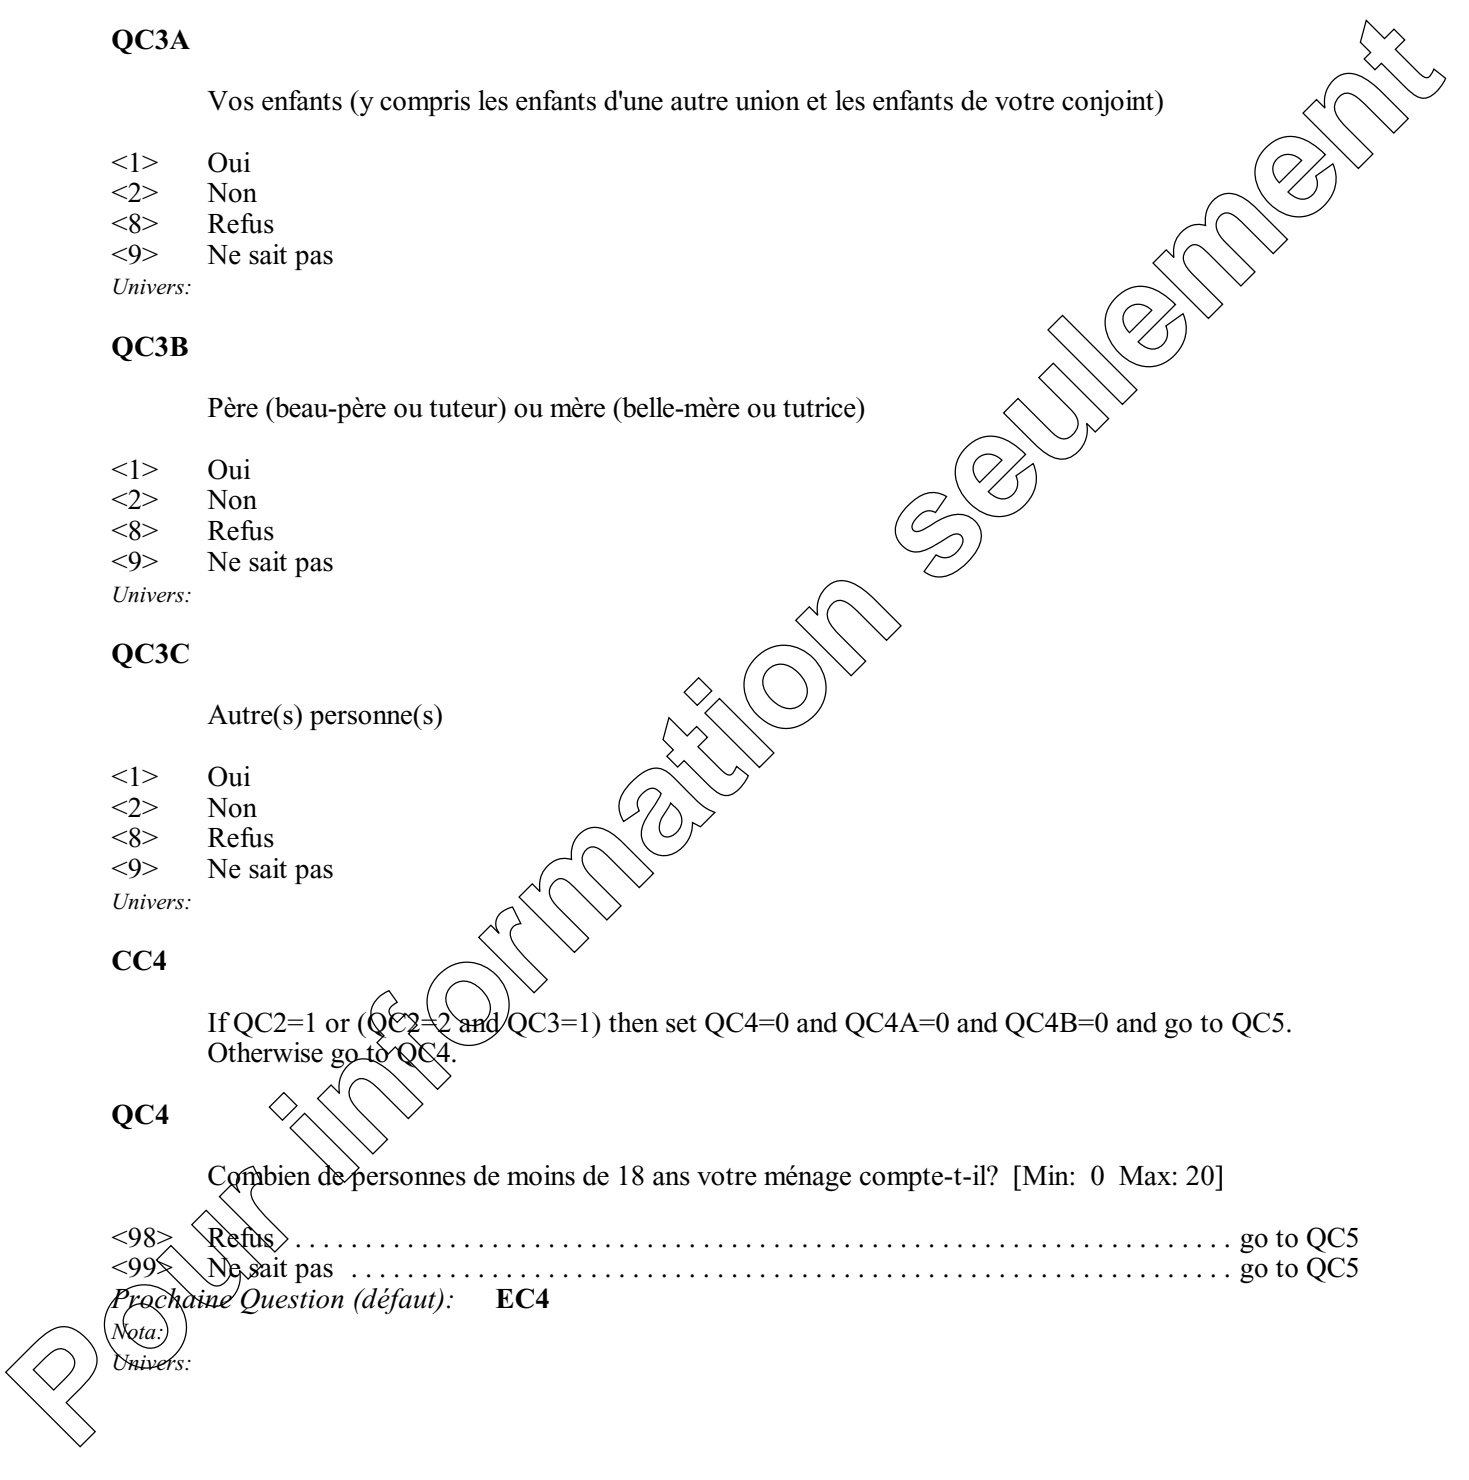 QC3A
Vos enfants (y compris les enfants d'une autre union et les enfants de votre conjoint)
<1> Oui
<2> Non
<8> Refus
<9> Ne sait pas
Univers:
QC3B
Père (beau-père ou tuteur) ou mère (belle-mère ou tutrice)
<1> Oui
<2> Non
<8> Refus
<9> Ne sait pas
Univers:
QC3C
Autre(s) personne(s)
<1> Oui
<2> Non
<8> Refus
<9> Ne sait pas
Univers:
CC4
If QC2=1 or (QC2=2 and QC3=1) then set QC4=0 and QC4A=0 and QC4B=0 and go to QC5.
Otherwise go to QC4.
QC4
Combien de personnes de moins de 18 ans votre ménage compte-t-il? [Min: 0 Max: 20]
<98> Refus . . . . . . . . . . . . . . . . . . . . . . . . . . . . . . . . . . . . . . . . . . . . . . . . . . . . . . . . . . . . . . . . . . go to QC5
<99> Ne sait pas . . . . . . . . . . . . . . . . . . . . . . . . . . . . . . . . . . . . . . . . . . . . . . . . . . . . . . . . . . . . . . go to QC5
Prochaine Question (défaut): EC4
Nota:
Univers:
Pour information seulement